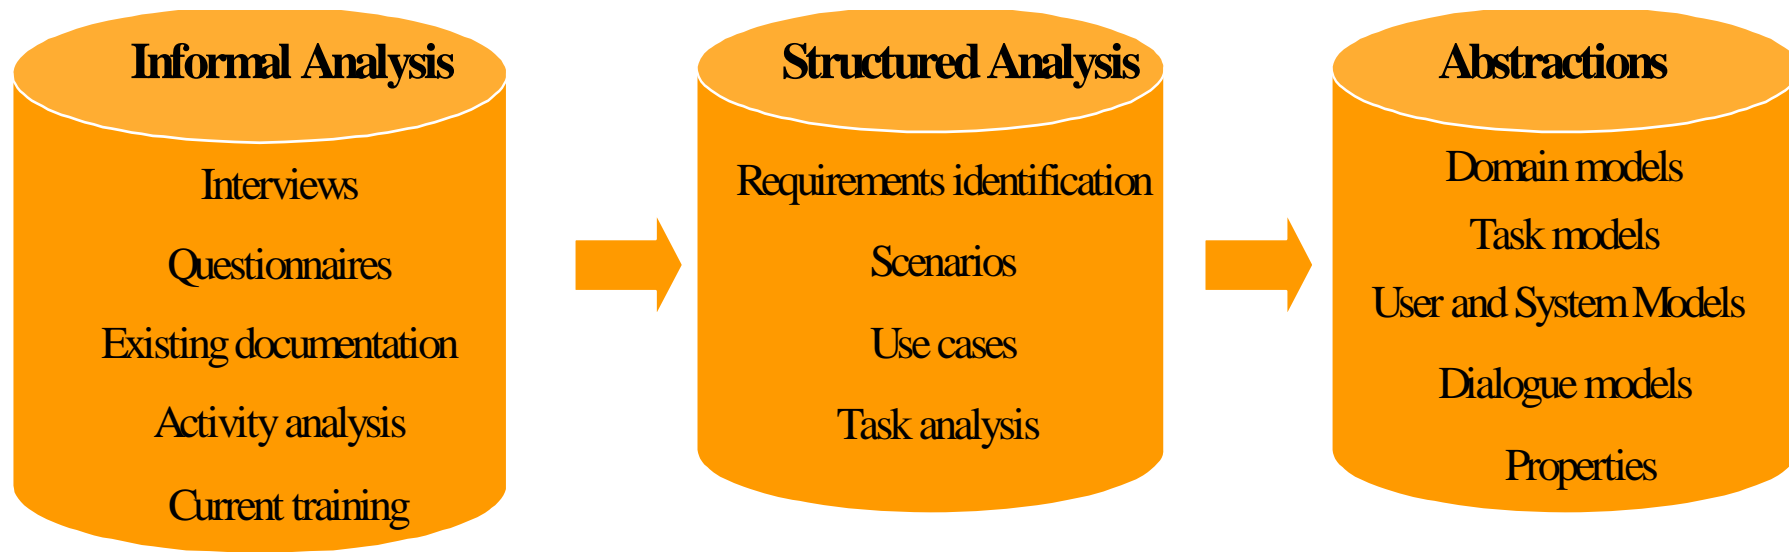 Informal Analysis
Interviews
Questionnaires
Existing documentation
Activity analysis
Current training
Structured Analysis
Requirements identification
Scenarios
Use cases
Task analysis
Abstractions
Domain models
Task models
User and System Models
Dialogue models
Properties